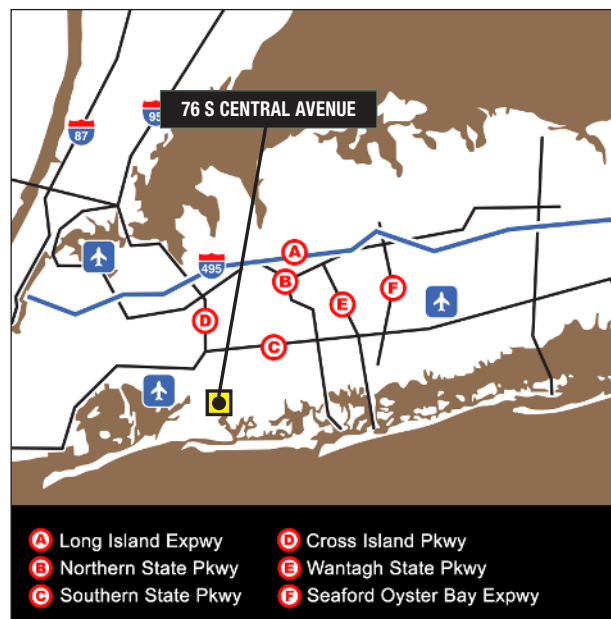 76 S CENTRAL AVENUE
95
87
495
A
B
F
E
D
C
A Long Island Expwy
B Northern State Pkwy
C Southern State Pkwy
D Cross Island Pkwy
E Wantagh State Pkwy
F Seaford Oyster Bay Expwy